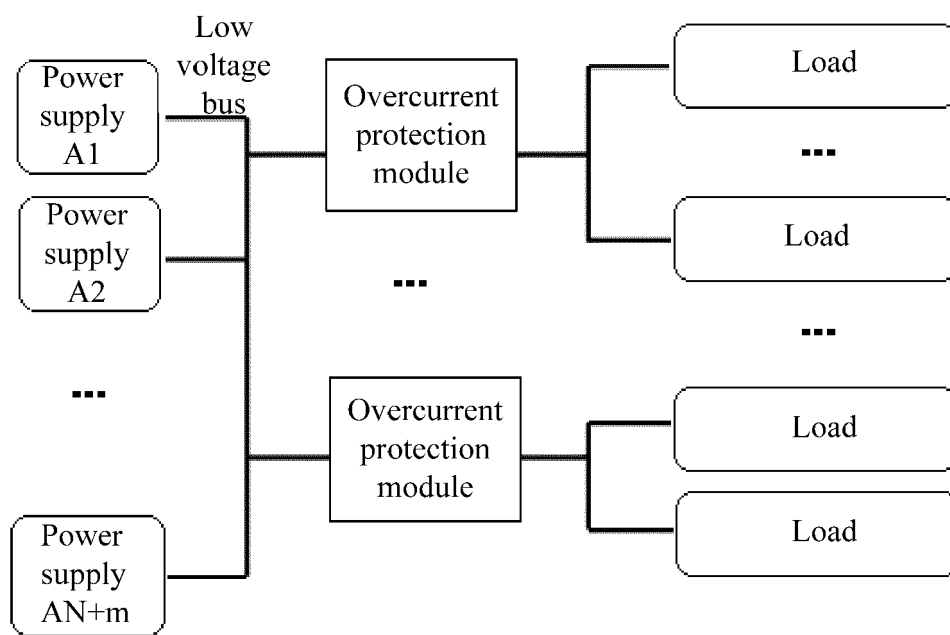 Power
supply
A1
Low
voltage
bus
Overcurrent
protection
module
Load
...
Load
Power
supply
A2
...
...
...
Power
supply
AN+m
Overcurrent
protection
module
Load
Load